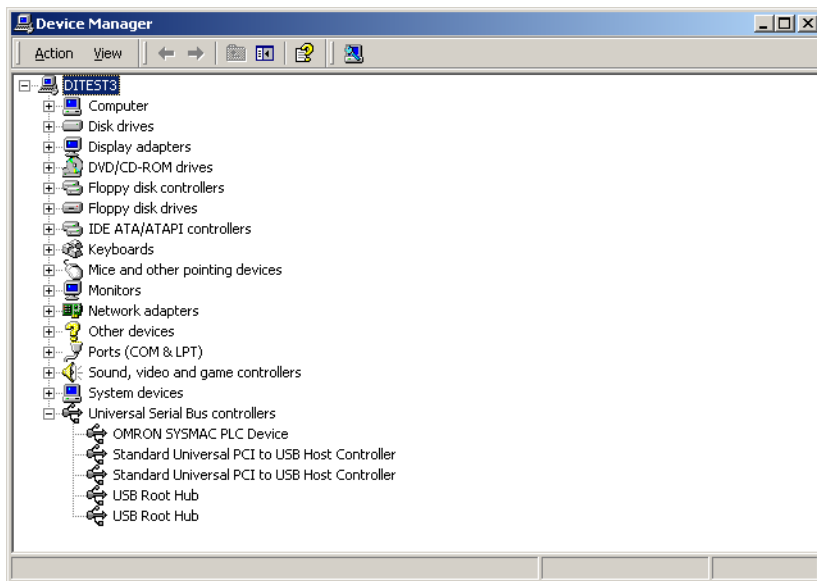 Device Manager
Action View
DITEST3
Computer
Disk drives
Display adapters
DVD/CD-ROM drives
Floppy disk controllers
Floppy disk drives
IDE ATA/ATAPI controllers
Keyboards
Mice and other pointing devices
Monitors
Network adapters
Other devices
Ports (COM & LPT)
Sound, video and game controllers
System devices
Universal Serial Bus controllers
OMRON SYSMAC PLC Device
Standard Universal PCI to USB Host Controller
Standard Universal PCI to USB Host Controller
USB Root Hub
USB Root Hub